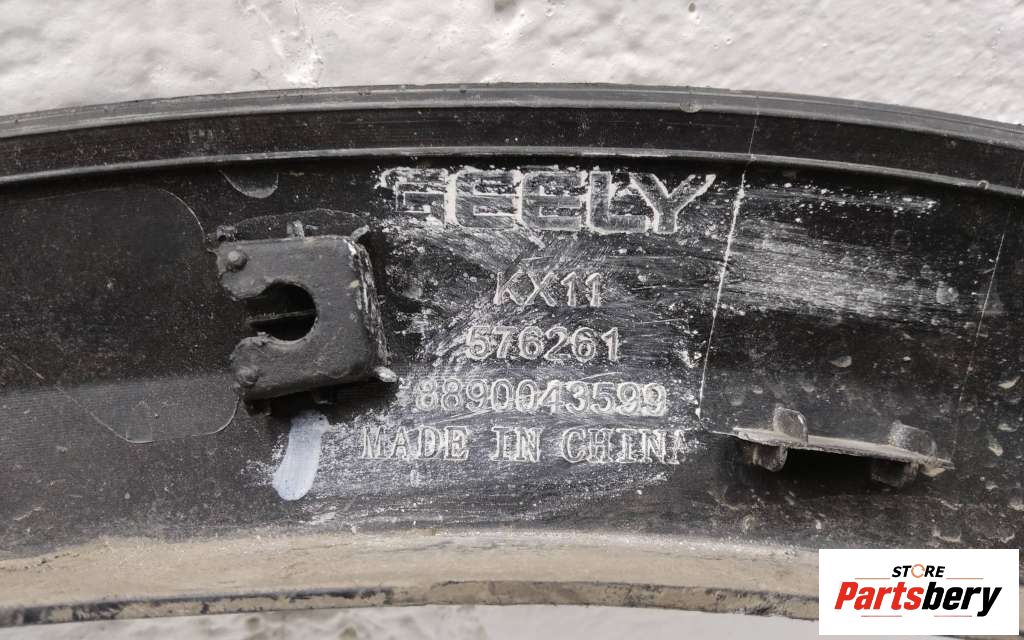 GEELY
KX11
576261
8890043599
MADE IN CHINA
STORE
Partsbery